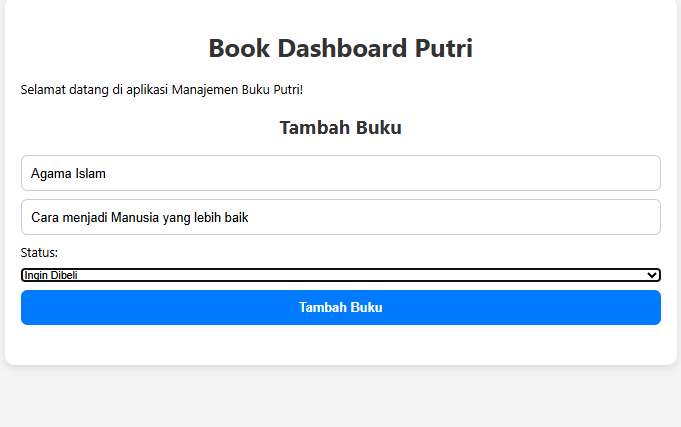 Book Dashboard Putri
Selamat datang di aplikasi Manajemen Buku Putri!
Tambah Buku
Agama Islam
Cara menjadi Manusia yang lebih baik
Status:
Ingin Dibeli
Tambah Buku